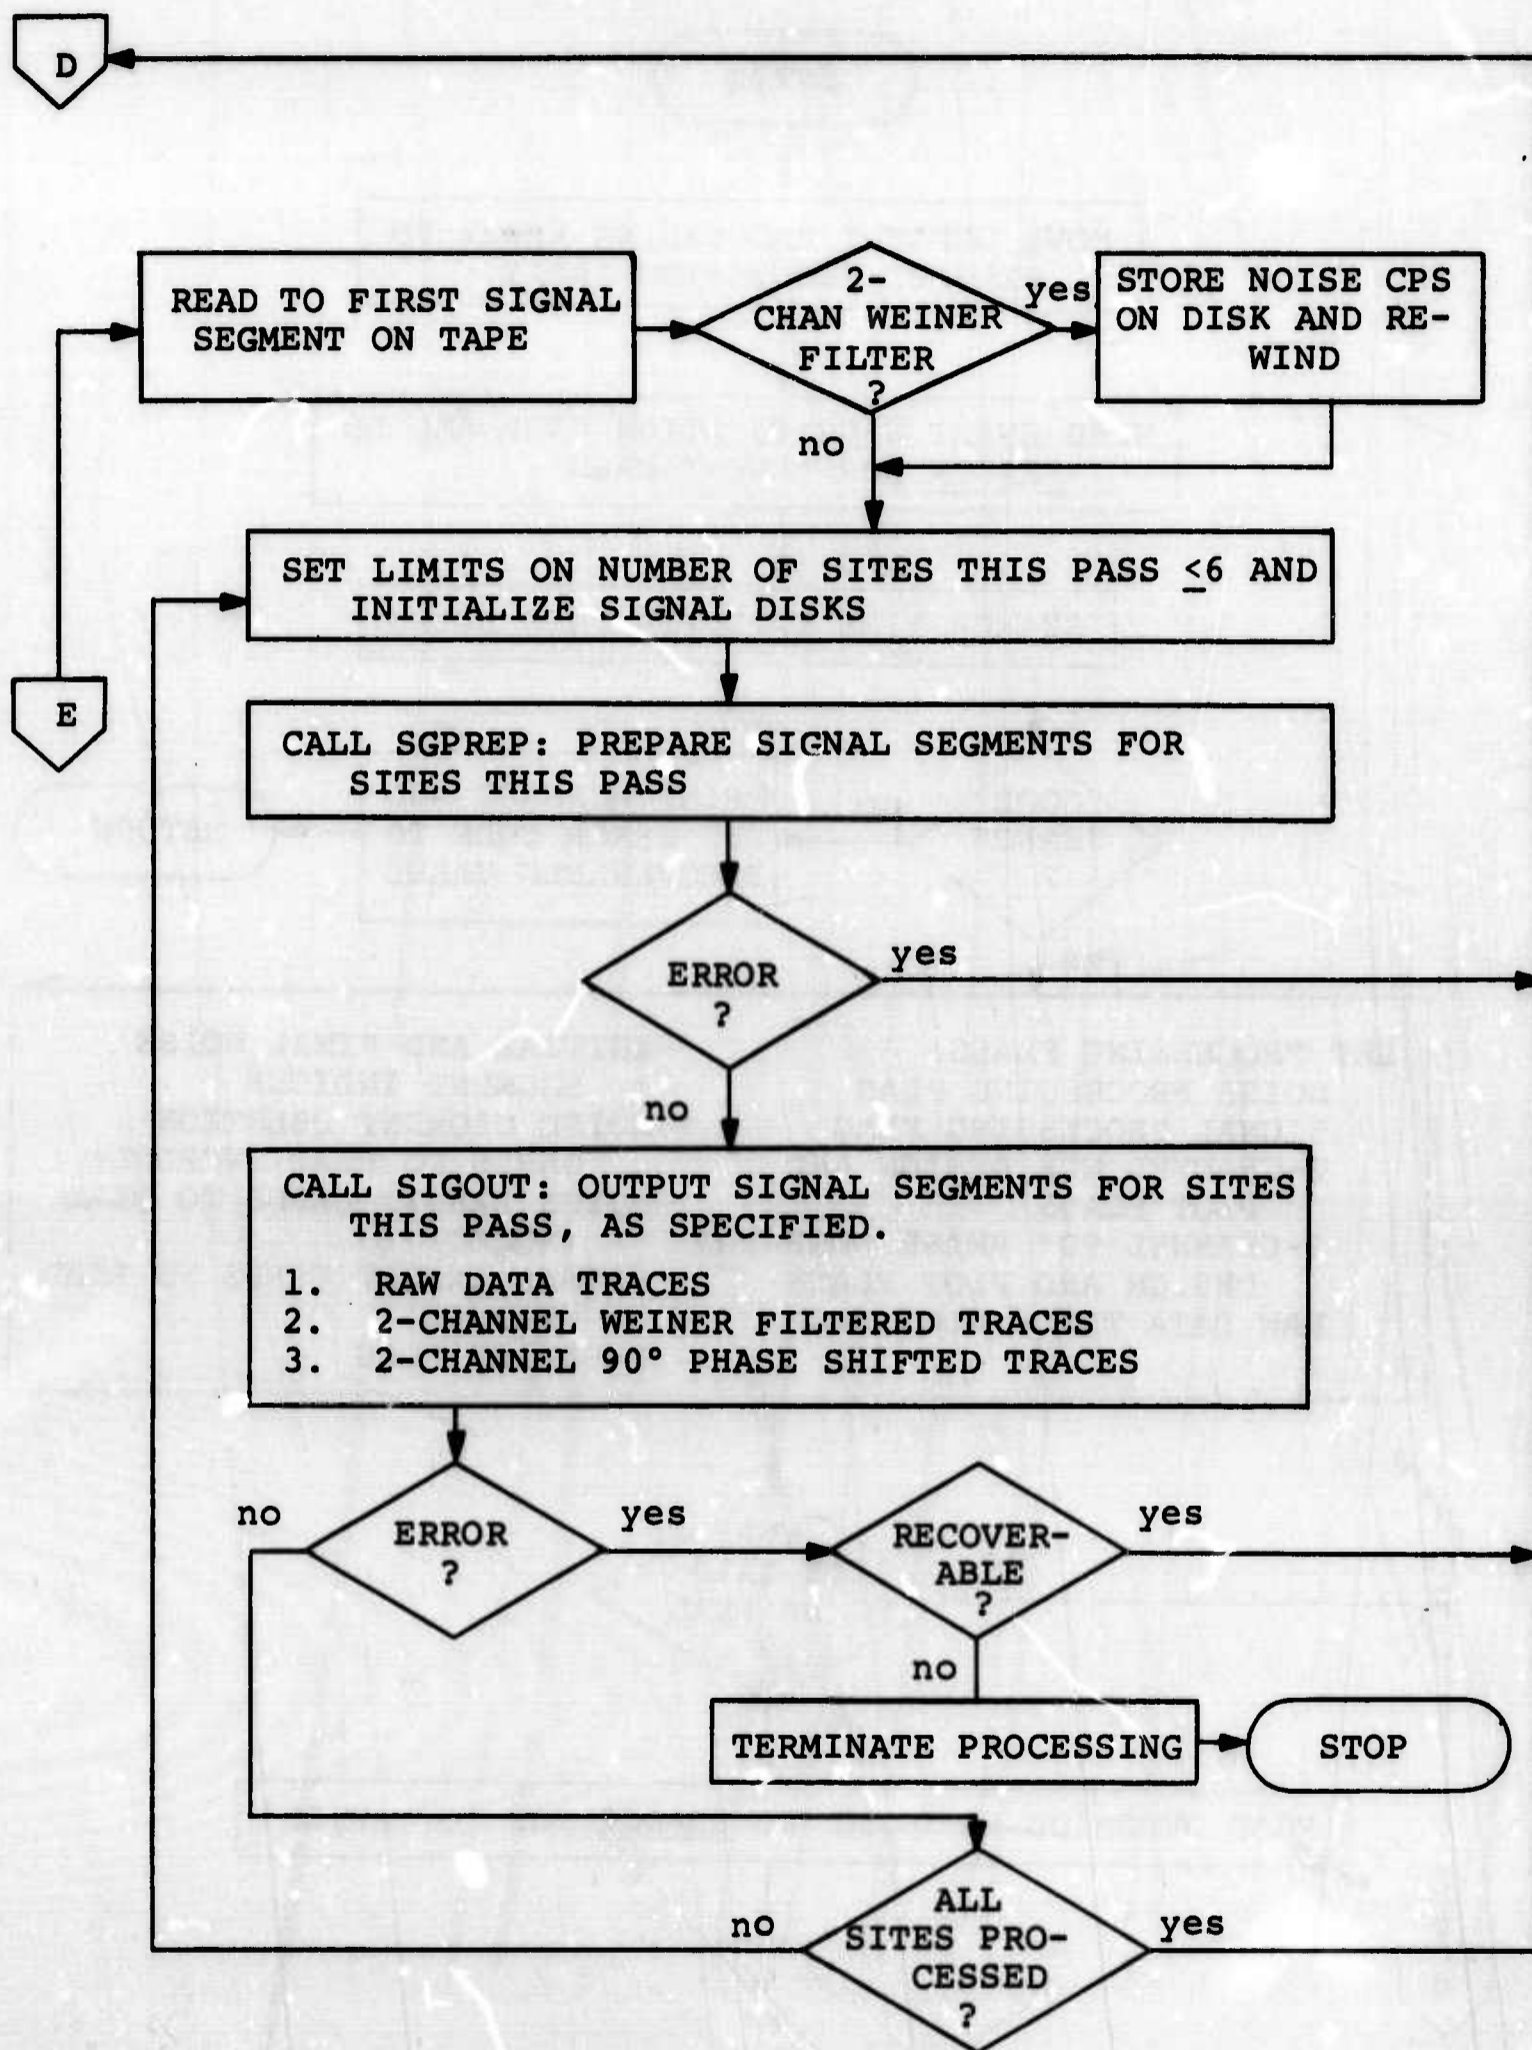 D
READ TO FIRST SIGNAL
SEGMENT ON TAPE
2-
CHAN WEINER
FILTER
?
yes
STORE NOISE CPS
ON DISK AND RE-
WIND
no
SET LIMITS ON NUMBER OF SITES THIS PASS ≤6 AND
INITIALIZE SIGNAL DISKS
E
CALL SGPREP: PREPARE SIGNAL SEGMENTS FOR
SITES THIS PASS
ERROR
?
yes
no
CALL SIGOUT: OUTPUT SIGNAL SEGMENTS FOR SITES
THIS PASS, AS SPECIFIED.
1. RAW DATA TRACES
2. 2-CHANNEL WEINER FILTERED TRACES
3. 2-CHANNEL 90° PHASE SHIFTED TRACES
no
ERROR
?
yes
RECOVER-
ABLE
?
yes
no
TERMINATE PROCESSING
STOP
no
ALL
SITES PRO-
CESSED
?
yes